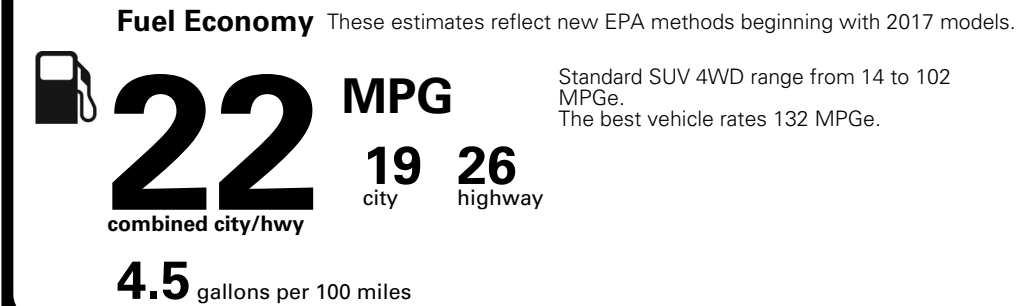 Fuel Economy These estimates reflect new EPA methods beginning with 2017 models.
22 MPG
Standard SUV 4WD range from 14 to 102
MPGe.
The best vehicle rates 132 MPGe.
19 26
city highway
combined city/hwy
4.5 gallons per 100 miles